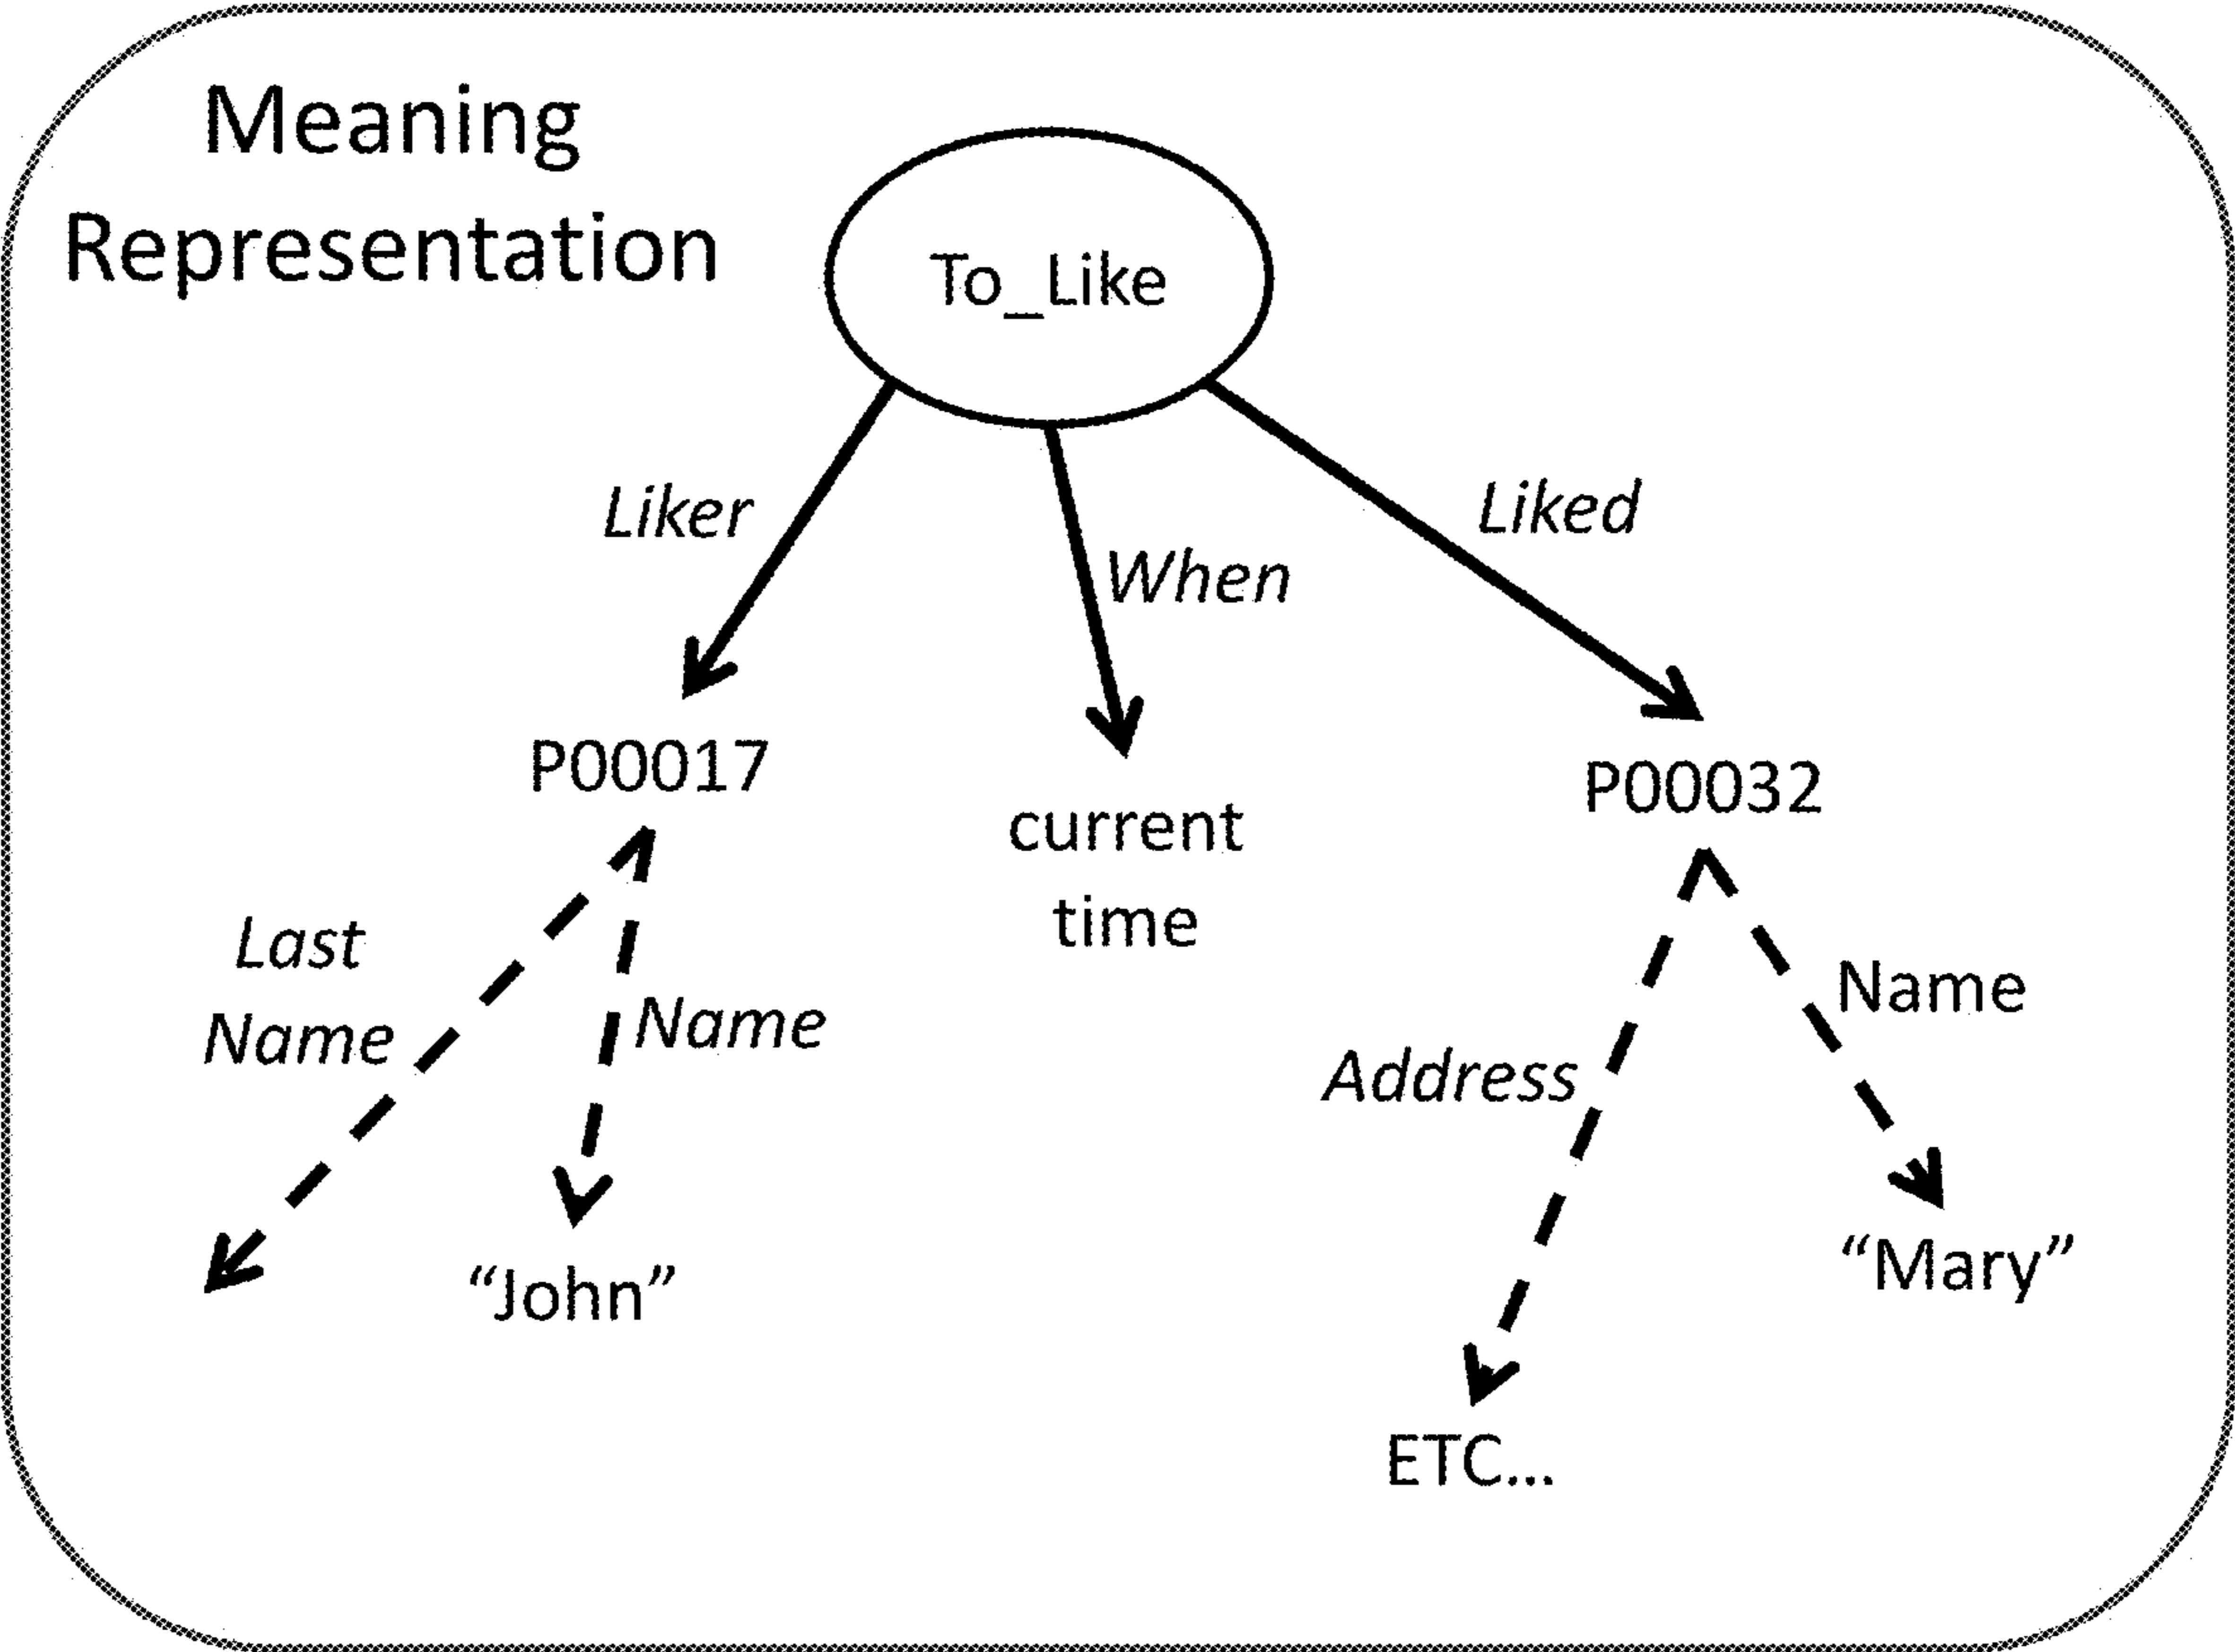 Meaning
Representation
To_Like
Liker
When
Liked
P00017
current
time
P00032
Last
Name
Name
Address
Name
“John”
“Mary”
ETC...